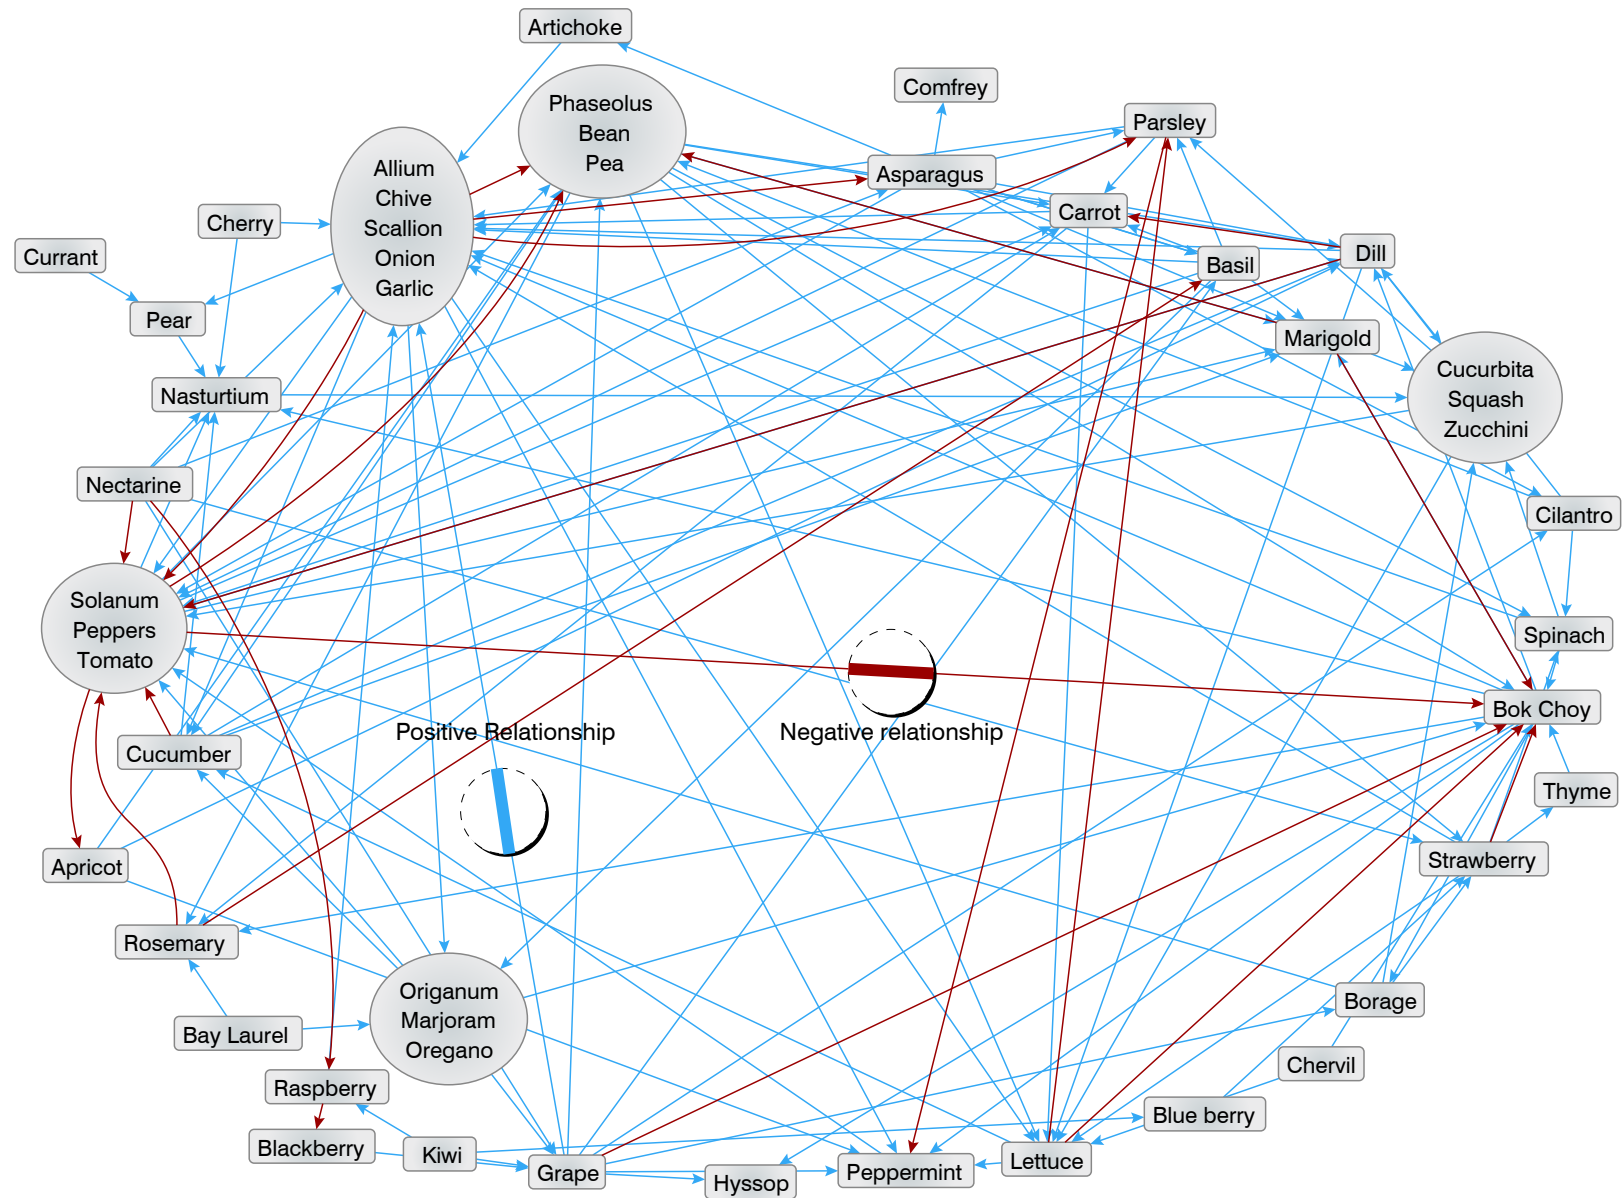 Artichoke
Comfrey
Phaseolus
Bean
Pea
Parsley
Allium
Chive
Scallion
Onion
Garlic
Asparagus
Carrot
Cherry
Currant
Basil
Dill
Pear
Marigold
Nasturtium
Cucurbita
Squash
Zucchini
Nectarine
Cilantro
Solanum
Peppers
Tomato
Spinach
Bok Choy
Positive Relationship
Negative relationship
Cucumber
Thyme
Apricot
Strawberry
Rosemary
Origanum
Marjoram
Oregano
Borage
Bay Laurel
Chervil
Raspberry
Blue berry
Blackberry
Kiwi
Grape
Hyssop
Peppermint
Lettuce